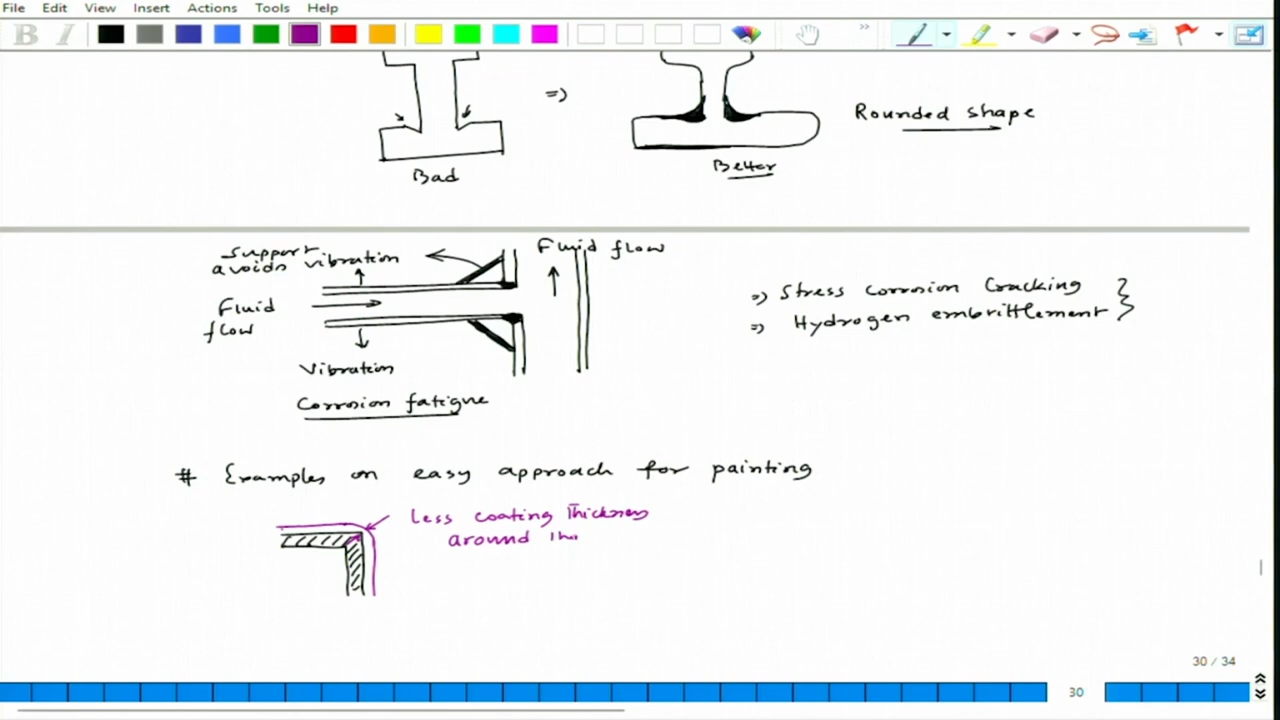 File Edit View Insert Actions Tools Help
B I
=>
Rounded shape
Bad
Better
Support
avoids vibration
Fluid flow
Fluid
flow
=> Stress corrosion cracking
=> Hydrogen embrittlement
Vibration
Corrosion fatigue
# Examples on easy approach for painting
Less coating thickness
around the
30 / 34
30